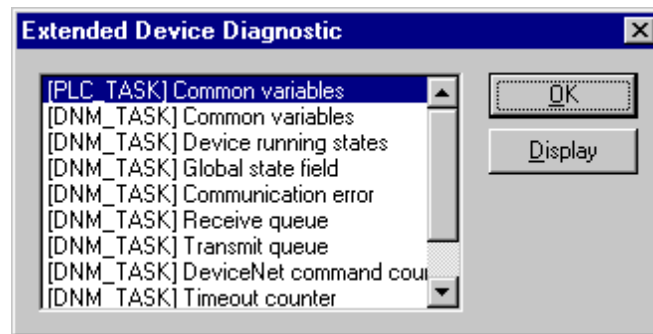 Extended Device Diagnostic
[PLC_TASK] Common variables
[DNM_TASK] Common variables
[DNM_TASK] Device running states
[DNM_TASK] Global state field
[DNM_TASK] Communication error
[DNM_TASK] Receive queue
[DNM_TASK] Transmit queue
[DNM_TASK] DeviceNet command cou
[DNM_TASK] Timeout counter
OK
Display